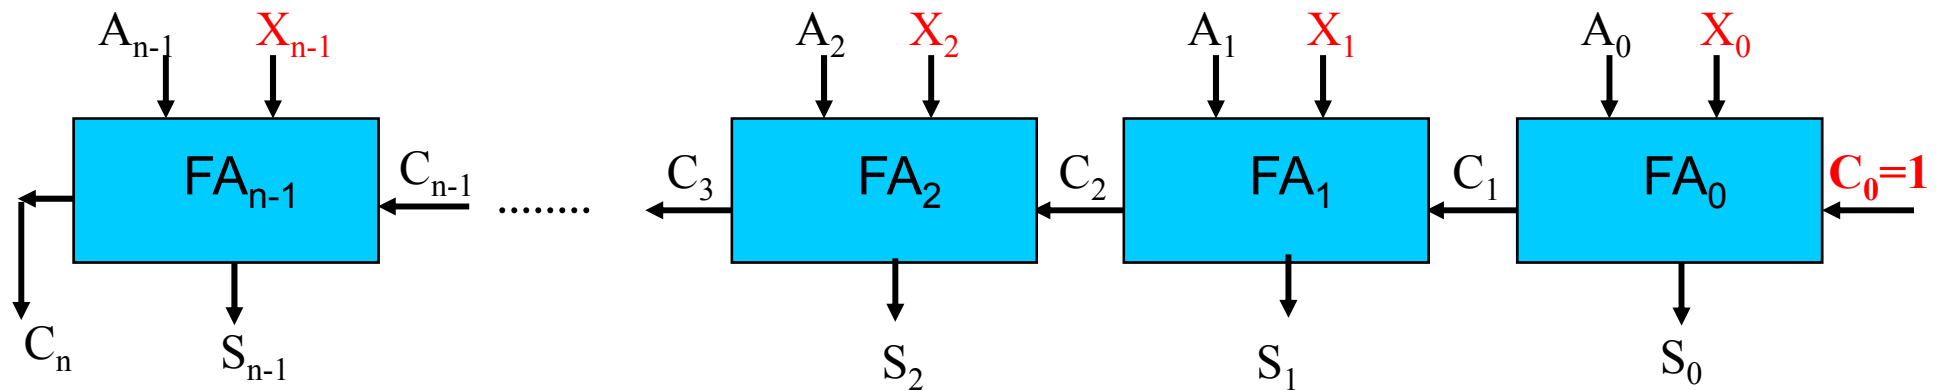 Aₙ₋₁ Xₙ₋₁ A₂ X₂ A₁ X₁ A₀ X₀
FAₙ₋₁ Cₙ₋₁ ........ C₃ FA₂ C₂ FA₁ C₁ FA₀ C₀=1
Cₙ Sₙ₋₁ S₂ S₁ S₀